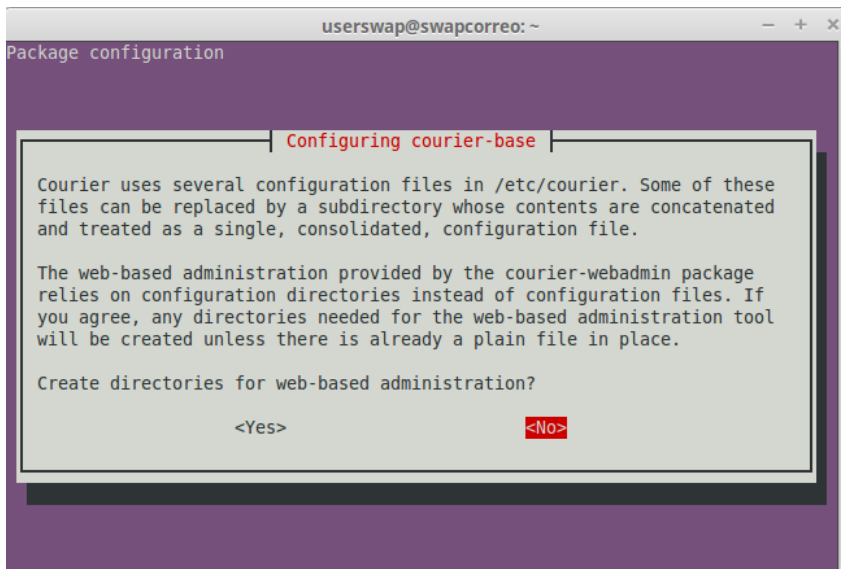 userswap@swapcorreo: ~
Package configuration
Configuring courier-base
Courier uses several configuration files in /etc/courier. Some of these
files can be replaced by a subdirectory whose contents are concatenated
and treated as a single, consolidated, configuration file.
The web-based administration provided by the courier-webadmin package
relies on configuration directories instead of configuration files. If
you agree, any directories needed for the web-based administration tool
will be created unless there is already a plain file in place.
Create directories for web-based administration?
<Yes> <No>